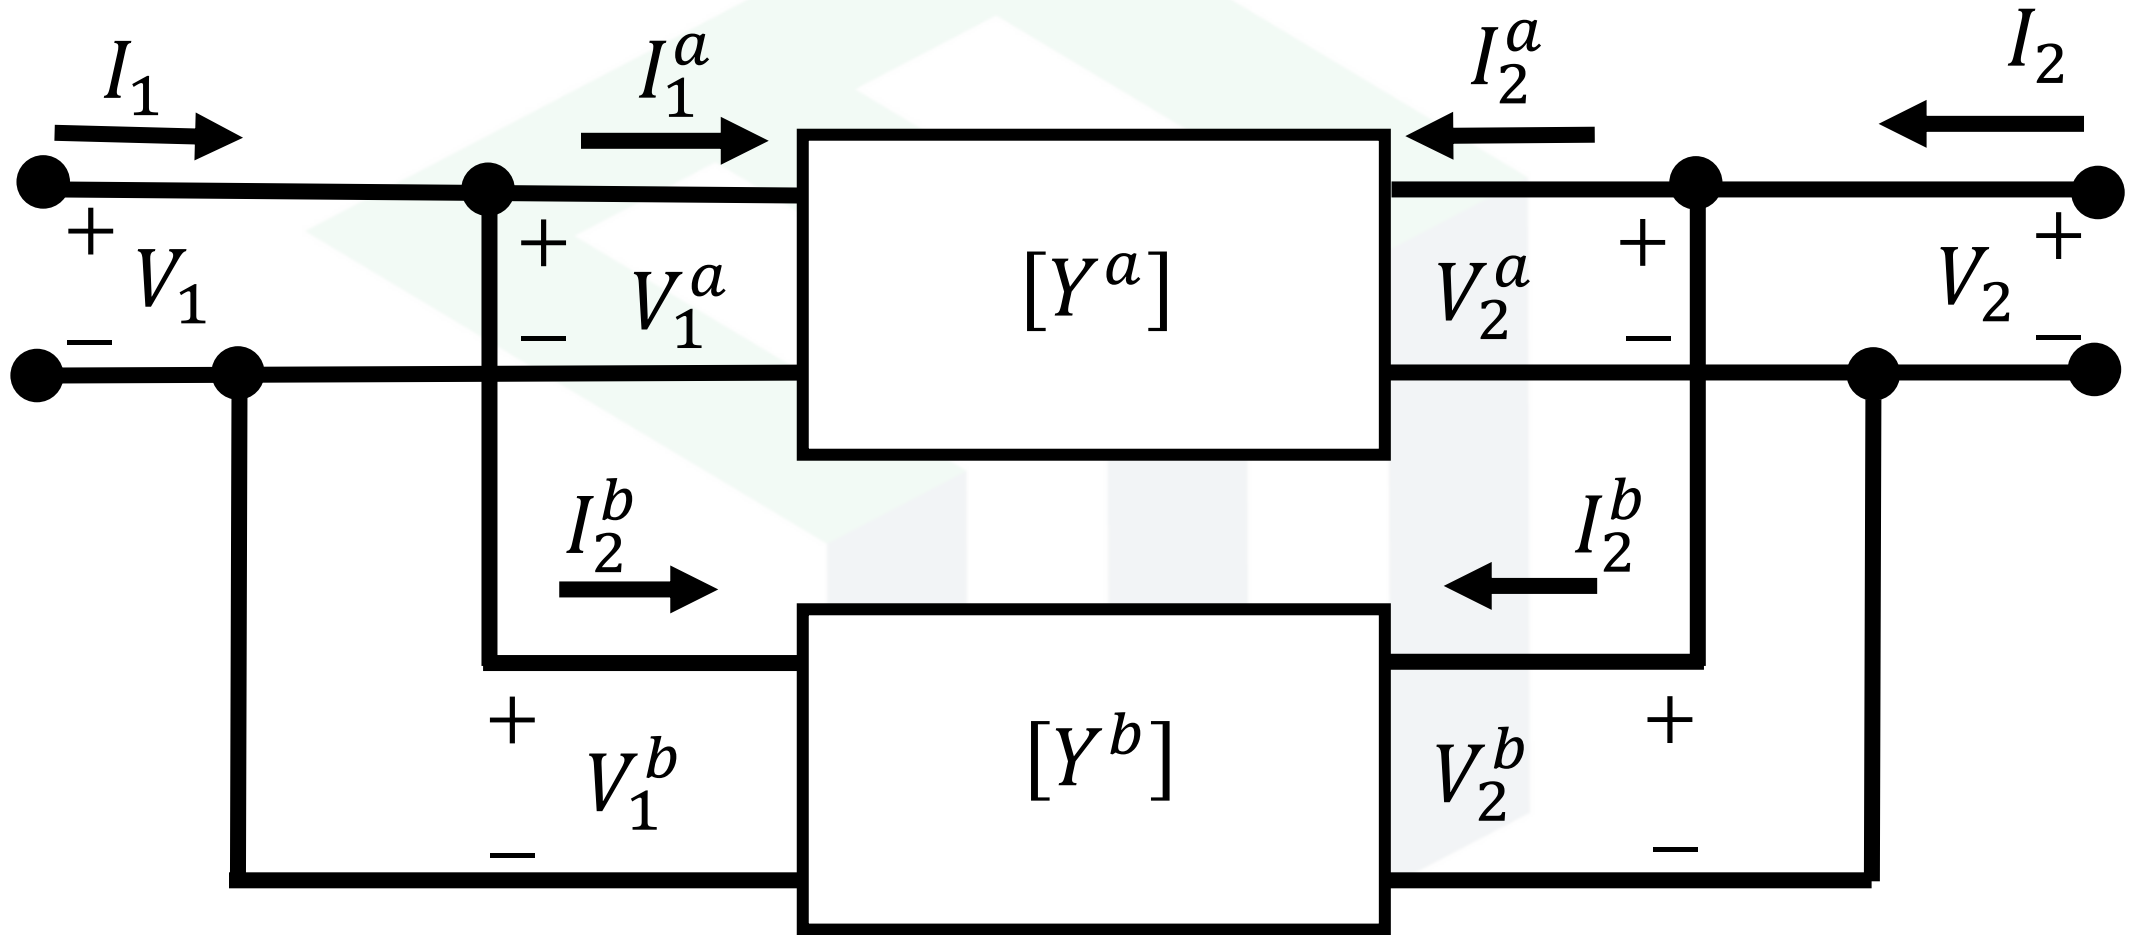 I_1 I_1^a I_2^a I_2
+ + + +
V_1 V_1^a [Y^a] V_2^a V_2
− − − −
I_2^b I_2^b
+ +
V_1^b [Y^b] V_2^b
− −